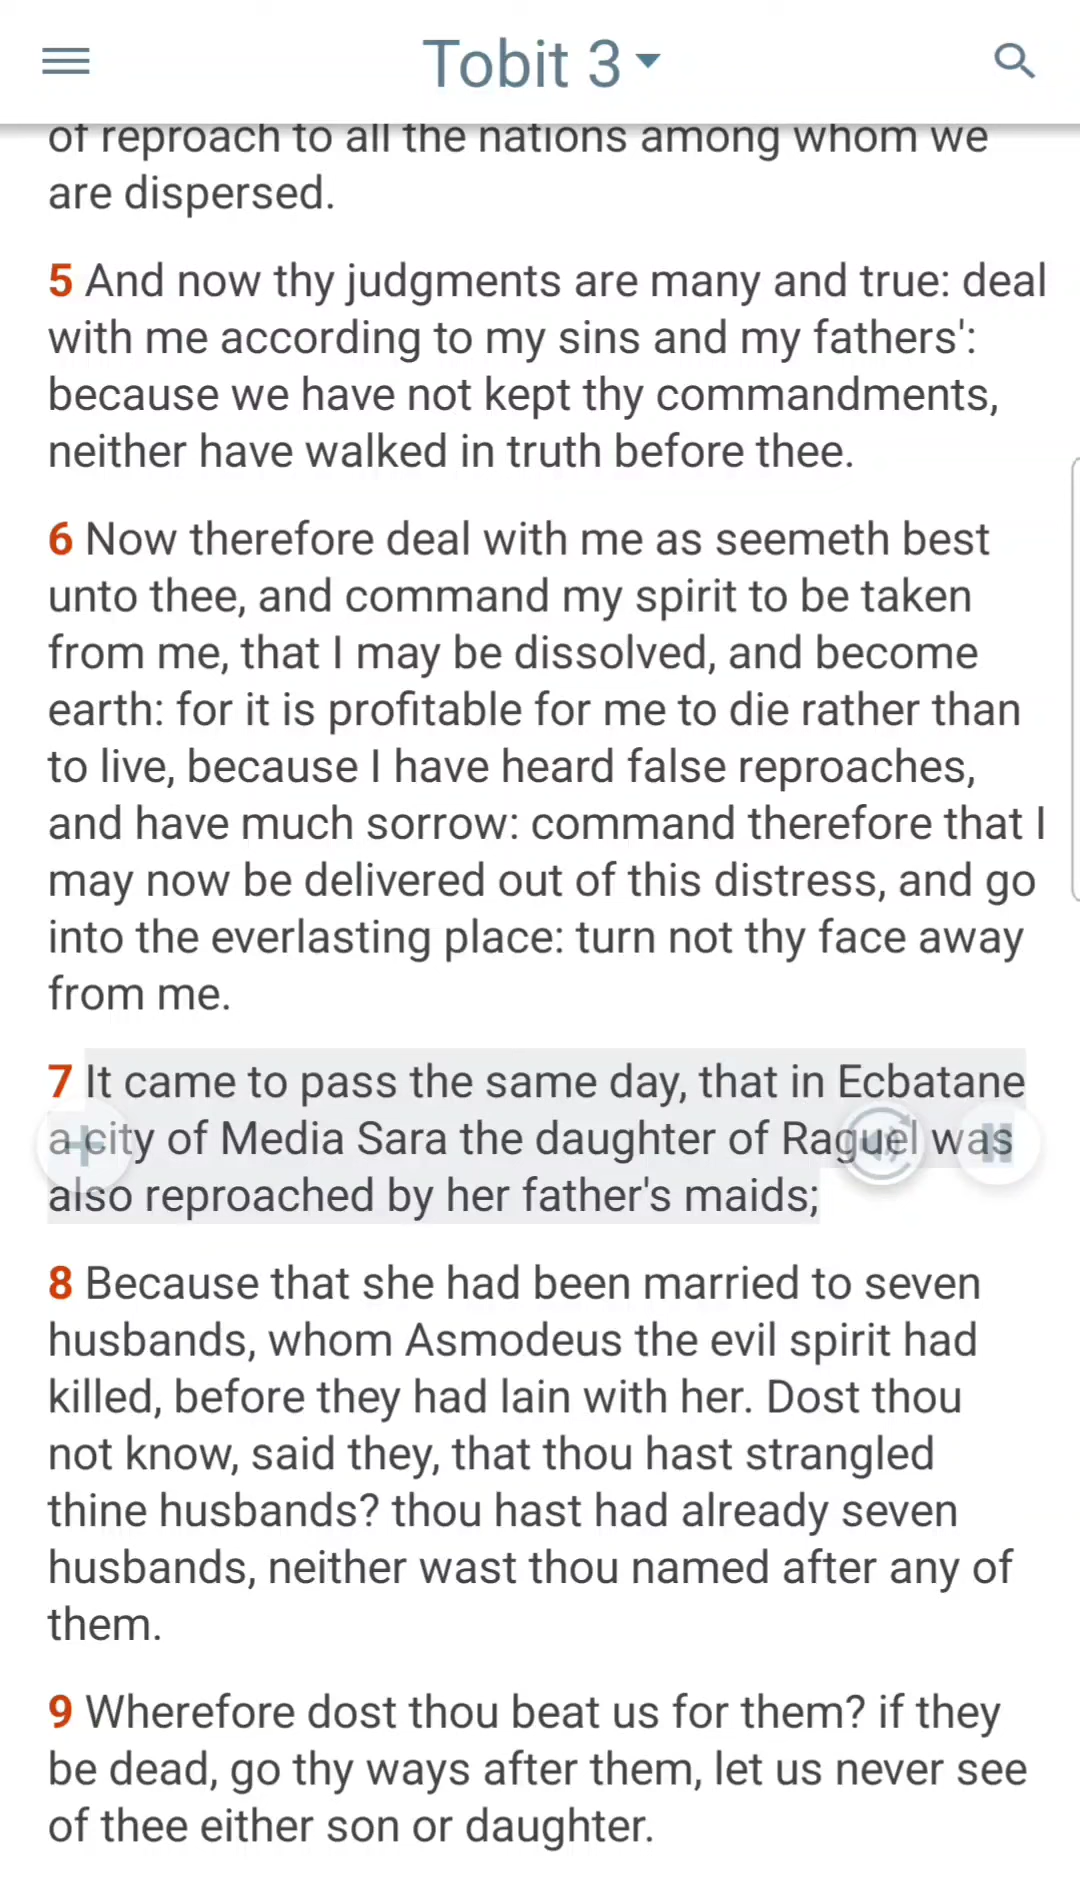 Tobit 3
of reproach to all the nations among whom we
are dispersed.
5 And now thy judgments are many and true: deal
with me according to my sins and my fathers':
because we have not kept thy commandments,
neither have walked in truth before thee.
6 Now therefore deal with me as seemeth best
unto thee, and command my spirit to be taken
from me, that I may be dissolved, and become
earth: for it is profitable for me to die rather than
to live, because I have heard false reproaches,
and have much sorrow: command therefore that I
may now be delivered out of this distress, and go
into the everlasting place: turn not thy face away
from me.
7 It came to pass the same day, that in Ecbatane
a city of Media Sara the daughter of Raguel was
also reproached by her father's maids;
8 Because that she had been married to seven
husbands, whom Asmodeus the evil spirit had
killed, before they had lain with her. Dost thou
not know, said they, that thou hast strangled
thine husbands? thou hast had already seven
husbands, neither wast thou named after any of
them.
9 Wherefore dost thou beat us for them? if they
be dead, go thy ways after them, let us never see
of thee either son or daughter.